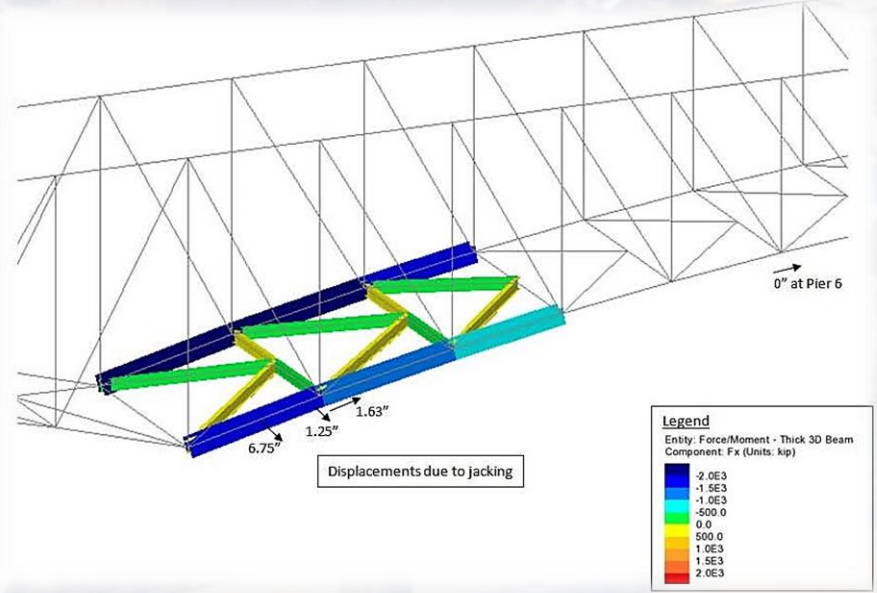 0" at Pier 6
1.63"
1.25"
6.75"
Displacements due to jacking
Legend
Entity: Force/Moment - Thick 3D Beam
Component: Fx (Units: kip)
-2.0E3
-1.5E3
-1.0E3
-500.0
0.0
500.0
1.0E3
1.5E3
2.0E3